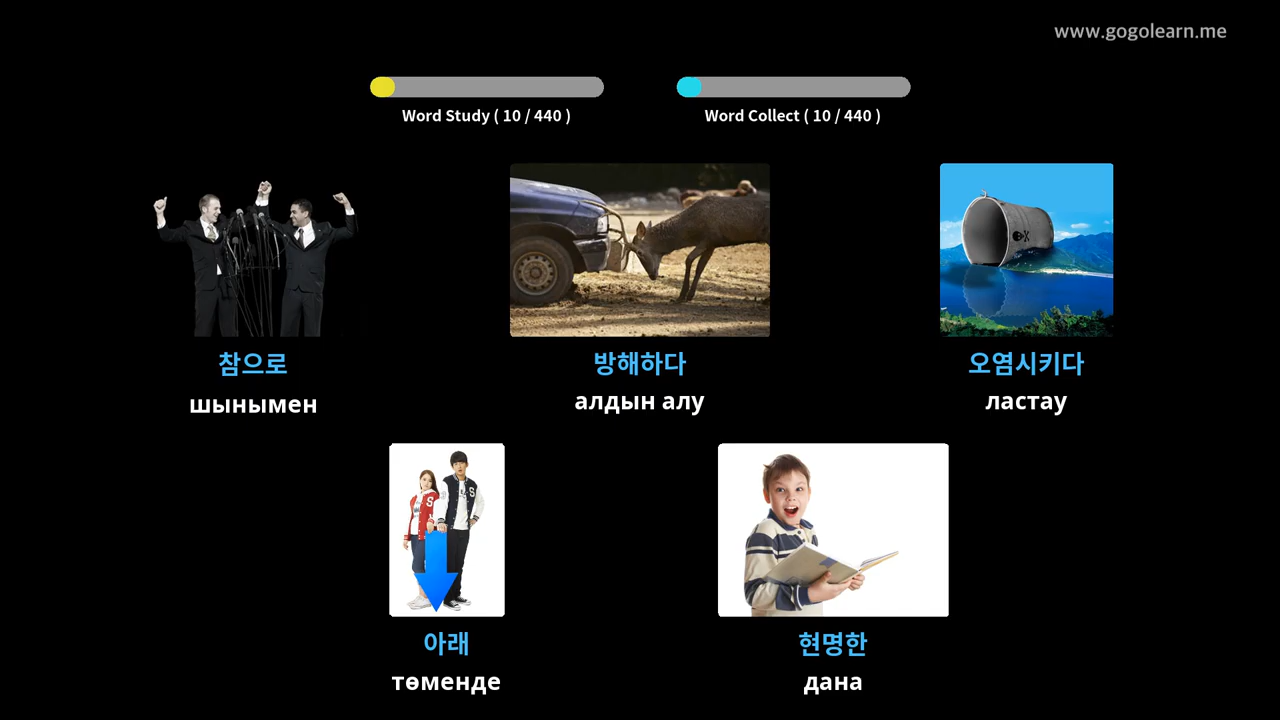 www.gogolearn.me
Word Study ( 10 / 440 )
Word Collect ( 10 / 440 )
참으로
шынымен
방해하다
алдын алу
오염시키다
ластау
아래
төменде
현명한
дана